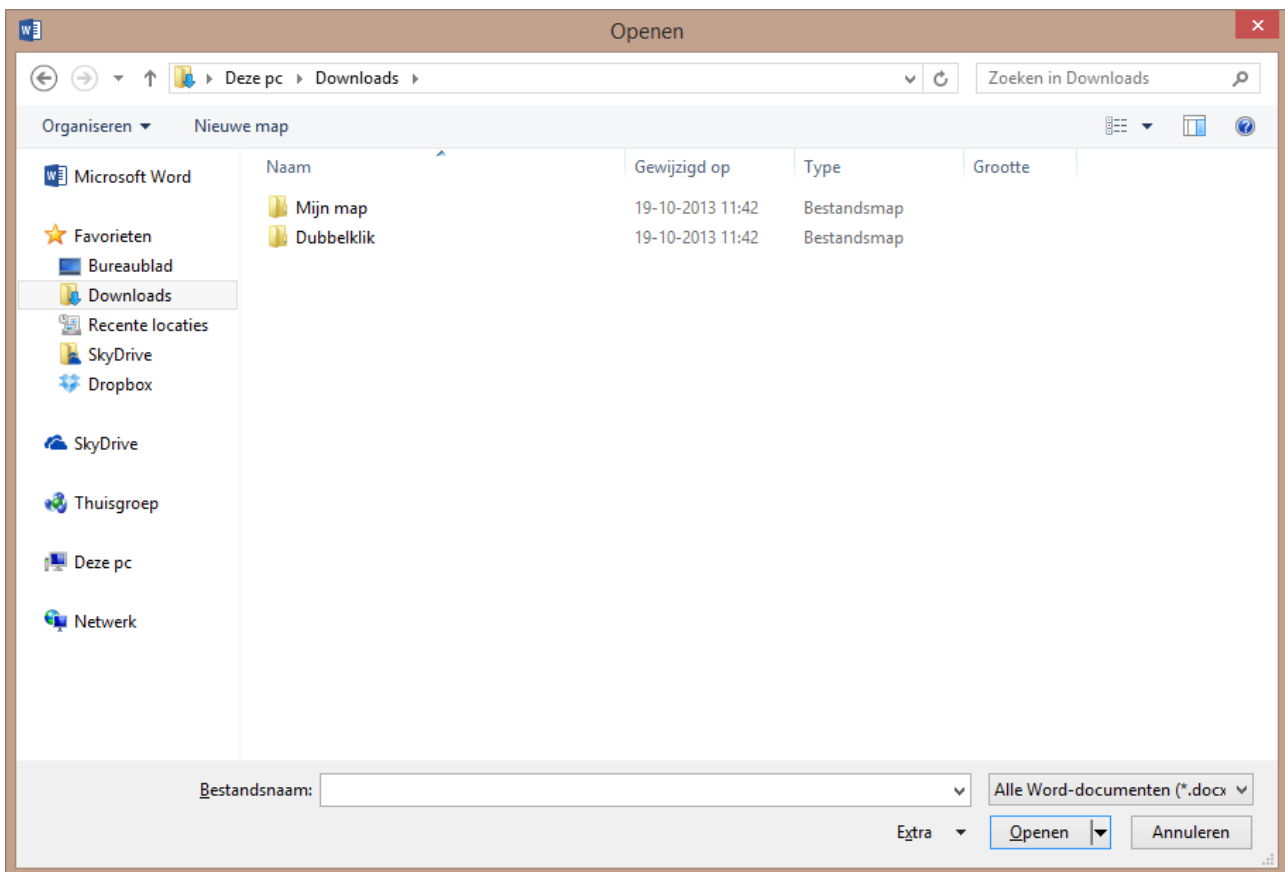 Openen
Deze pc Downloads
Zoeken in Downloads
Organiseren Nieuwe map
Microsoft Word
Favorieten
Bureaublad
Downloads
Recente locaties
SkyDrive
Dropbox
SkyDrive
Thuisgroep
Deze pc
Netwerk
Naam Gewijzigd op Type Grootte
Mijn map 19-10-2013 11:42 Bestandsmap
Dubbelklik 19-10-2013 11:42 Bestandsmap
Bestandsnaam:
Alle Word-documenten (*.docx
Extra Openen Annuleren